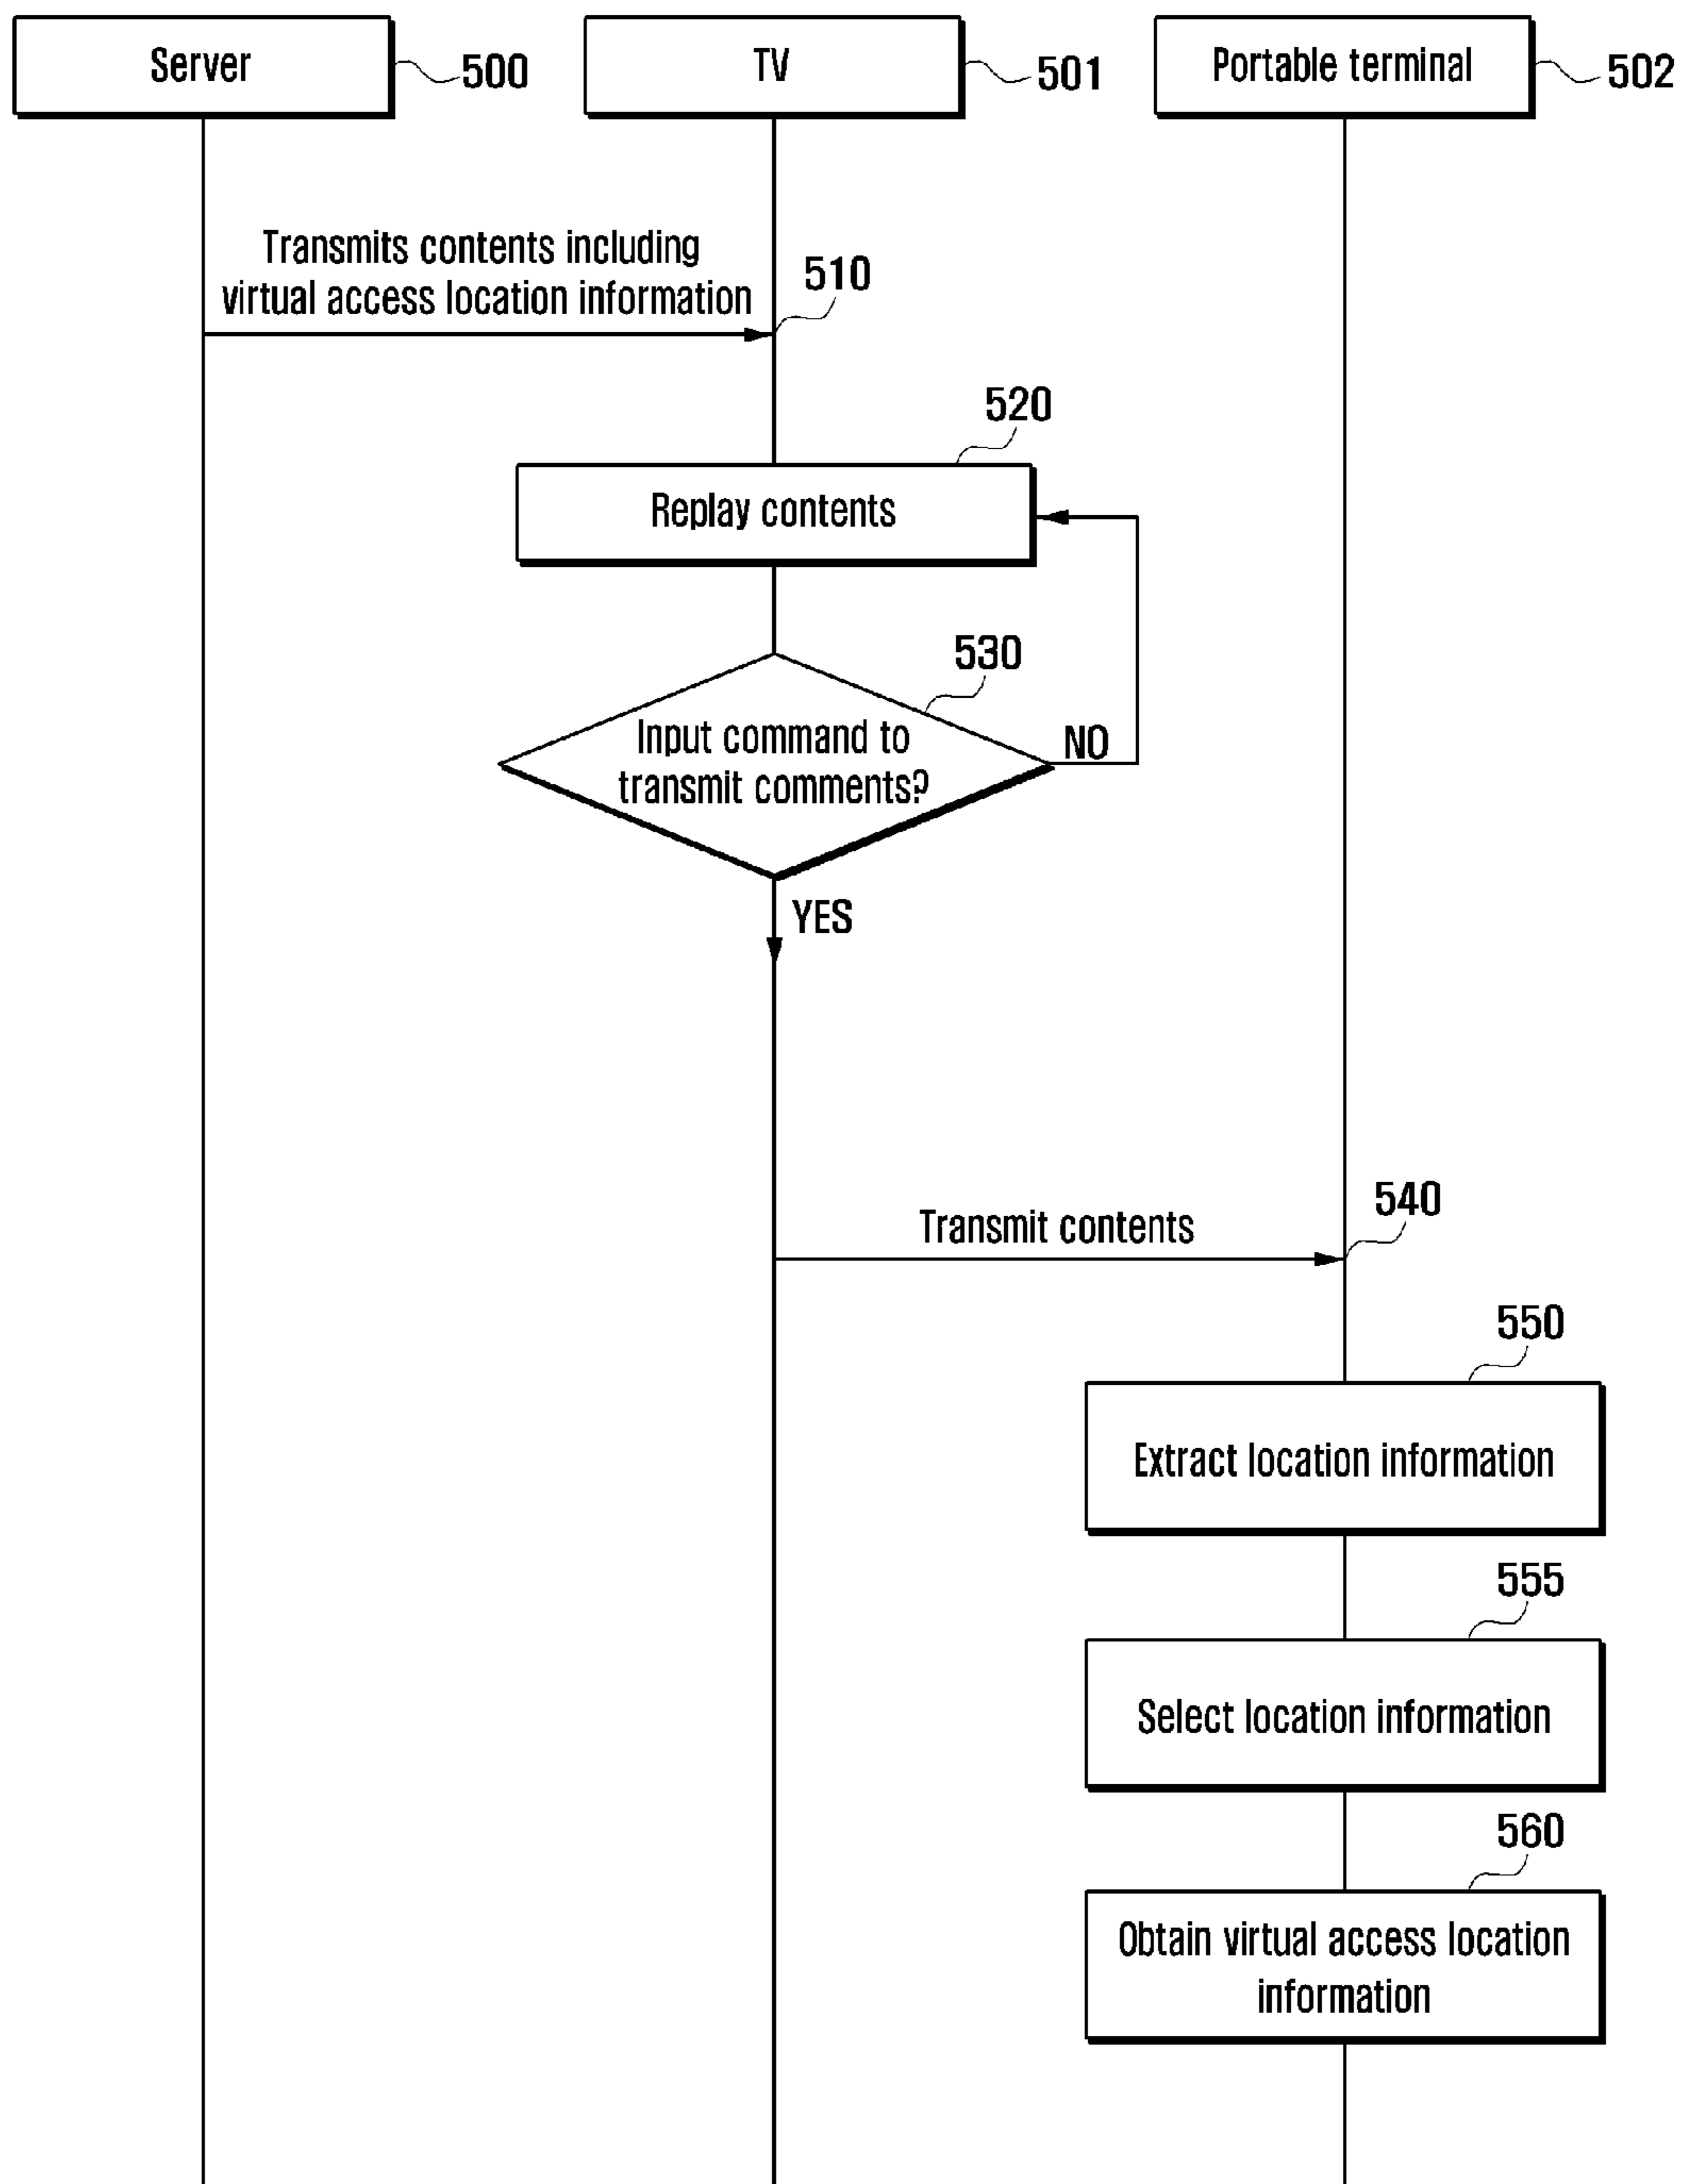 Server
500
TV
501
Portable terminal
502
Transmits contents including
virtual access location information
510
520
Replay contents
530
Input command to
transmit comments?
NO
YES
Transmit contents
540
550
Extract location information
555
Select location information
560
Obtain virtual access location
information